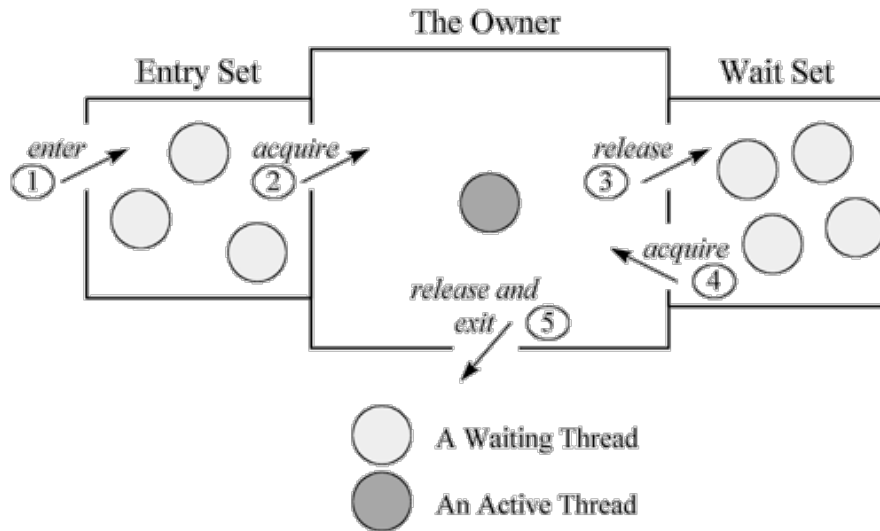 The Owner
Entry Set
Wait Set
enter
1
acquire
2
release
3
acquire
4
release and
exit
5
A Waiting Thread
An Active Thread